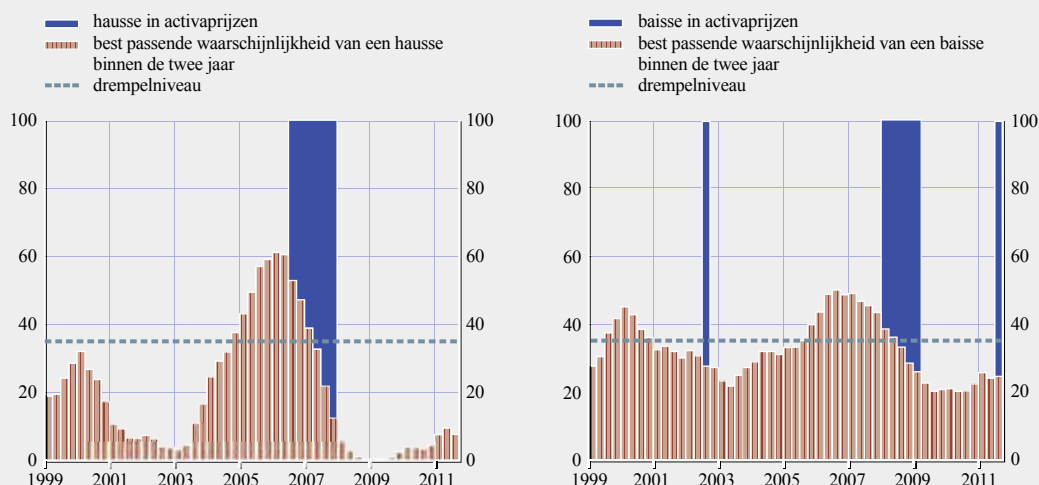 hausse in activaprijzen
best passende waarschijnlijkheid van een hausse
binnen de twee jaar
drempelniveau
100 100
80 80
60 60
40 40
20 20
0 0
1999 2001 2003 2005 2007 2009 2011
baisse in activaprijzen
best passende waarschijnlijkheid van een baisse
binnen de twee jaar
drempelniveau
100 100
80 80
60 60
40 40
20 20
0 0
1999 2001 2003 2005 2007 2009 2011